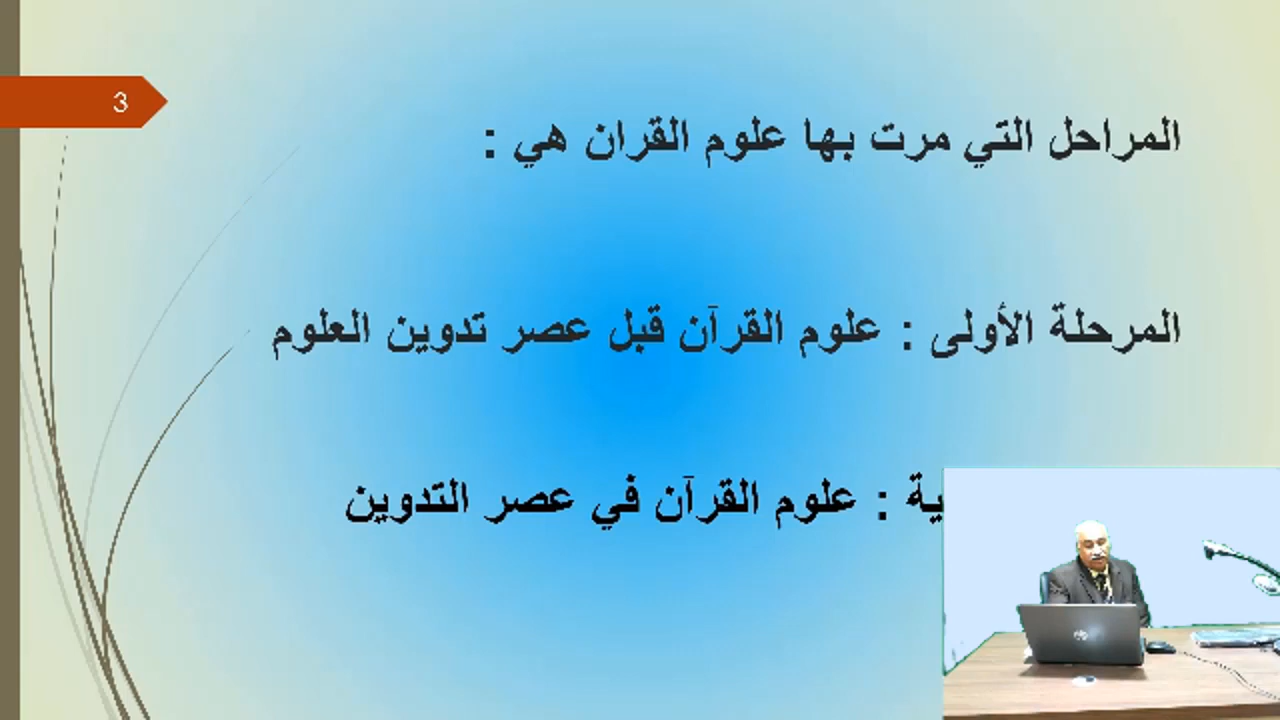 3
المراحل التي مرت بها علوم القران هي :
المرحلة الأولى : علوم القرآن قبل عصر تدوين العلوم
: علوم القرآن في عصر التدوين